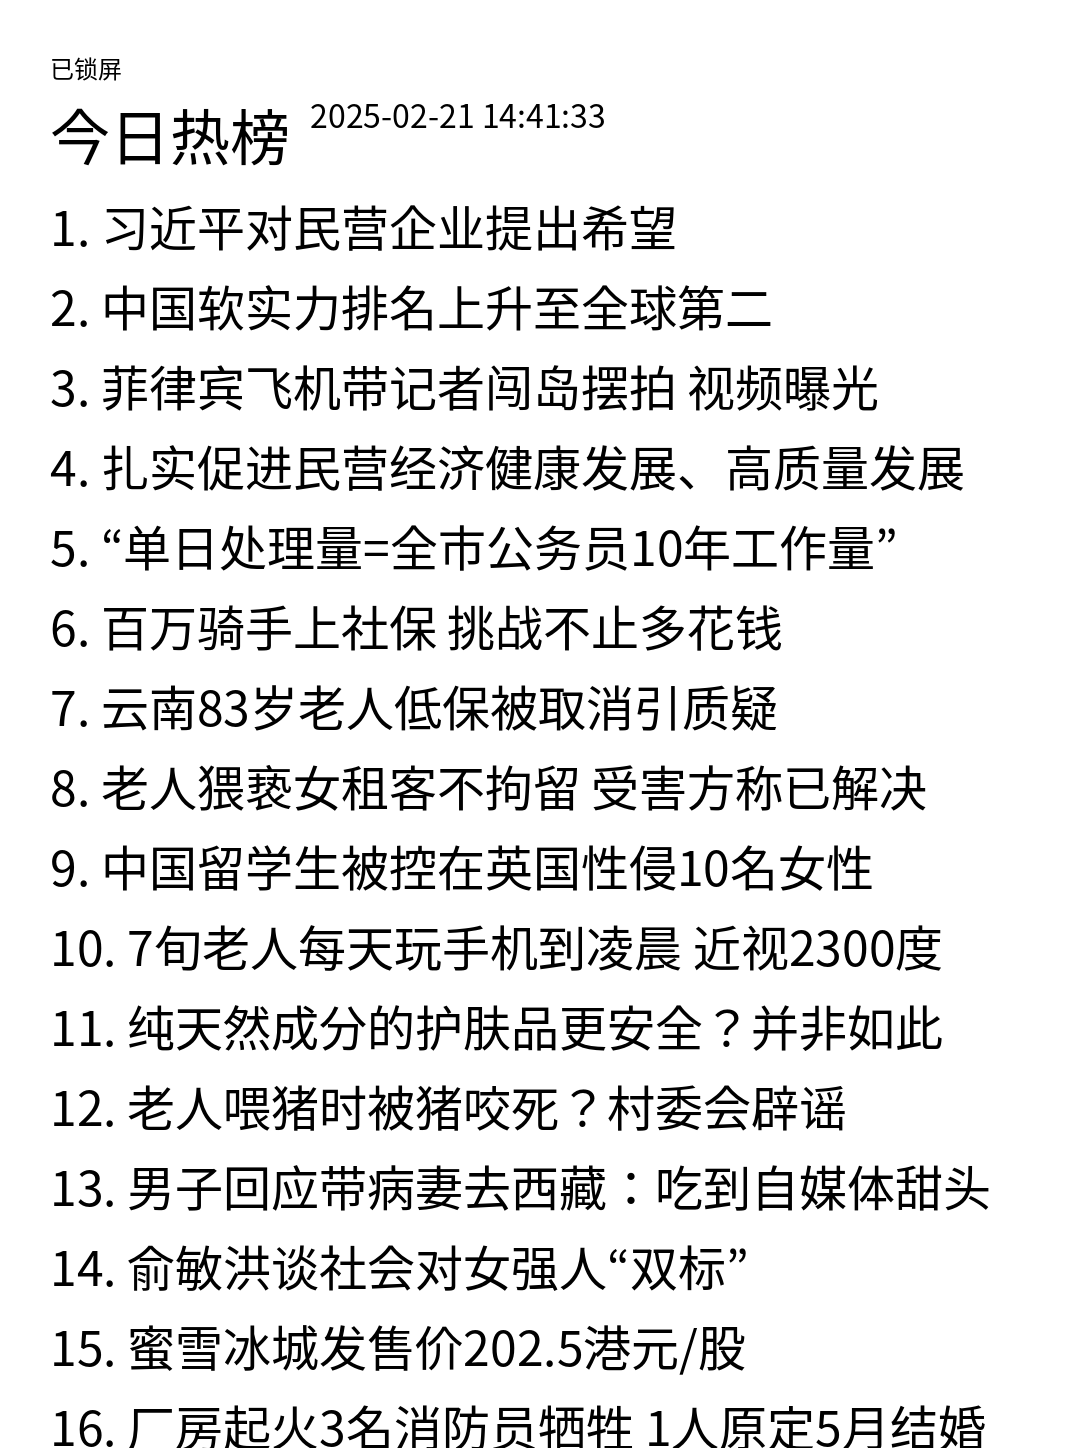 已锁屏
今日热榜 2025-02-21 14:41:33
1. 习近平对民营企业提出希望
2. 中国软实力排名上升至全球第二
3. 菲律宾飞机带记者闯岛摆拍 视频曝光
4. 扎实促进民营经济健康发展、高质量发展
5. “单日处理量=全市公务员10年工作量”
6. 百万骑手上社保 挑战不止多花钱
7. 云南83岁老人低保被取消引质疑
8. 老人猥亵女租客不拘留 受害方称已解决
9. 中国留学生被控在英国性侵10名女性
10. 7旬老人每天玩手机到凌晨 近视2300度
11. 纯天然成分的护肤品更安全？并非如此
12. 老人喂猪时被猪咬死？村委会辟谣
13. 男子回应带病妻去西藏：吃到自媒体甜头
14. 俞敏洪谈社会对女强人“双标”
15. 蜜雪冰城发售价202.5港元/股
16. 厂房起火3名消防员牺牲 1人原定5月结婚